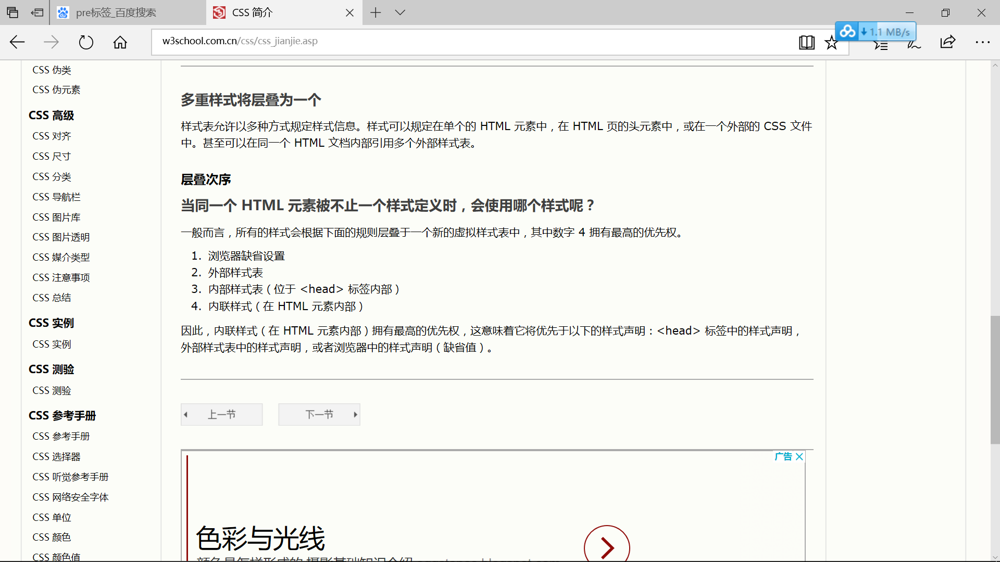 pre标签_百度搜索
CSS 简介
w3school.com.cn/css/css_jianjie.asp
1.1 MB/s
CSS 伪类
CSS 伪元素
CSS 高级
CSS 对齐
CSS 尺寸
CSS 分类
CSS 导航栏
CSS 图片库
CSS 图片透明
CSS 媒介类型
CSS 注意事项
CSS 总结
CSS 实例
CSS 实例
CSS 测验
CSS 测验
CSS 参考手册
CSS 参考手册
CSS 选择器
CSS 听觉参考手册
CSS 网络安全字体
CSS 单位
CSS 颜色
CSS 颜色值
多重样式将层叠为一个
样式表允许以多种方式规定样式信息。样式可以规定在单个的 HTML 元素中，在 HTML 页的头元素中，或在一个外部的 CSS 文件
中。甚至可以在同一个 HTML 文档内部引用多个外部样式表。
层叠次序
当同一个 HTML 元素被不止一个样式定义时，会使用哪个样式呢？
一般而言，所有的样式会根据下面的规则层叠于一个新的虚拟样式表中，其中数字 4 拥有最高的优先权。
1. 浏览器缺省设置
2. 外部样式表
3. 内部样式表（位于 <head> 标签内部）
4. 内联样式（在 HTML 元素内部）
因此，内联样式（在 HTML 元素内部）拥有最高的优先权，这意味着它将优先于以下的样式声明：<head> 标签中的样式声明，
外部样式表中的样式声明，或者浏览器中的样式声明（缺省值）。
上一节
下一节
广告
色彩与光线